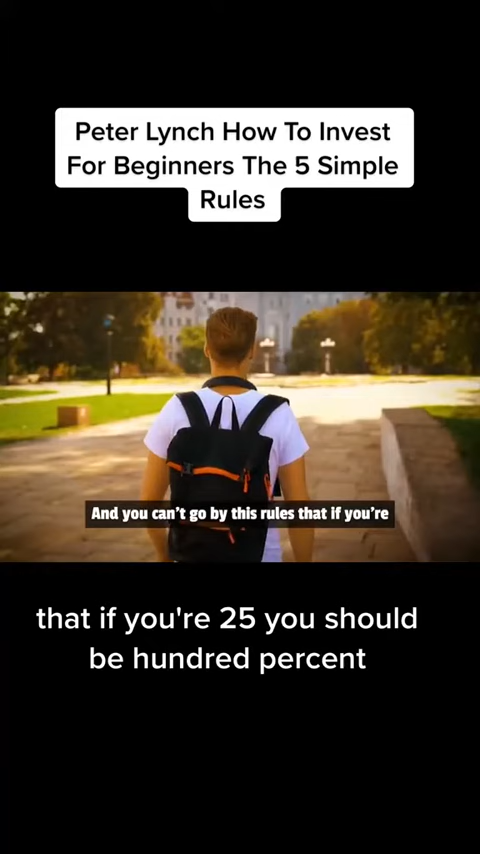 Peter Lynch How To Invest
For Beginners The 5 Simple
Rules
And you can't go by this rules that if you're
that if you're 25 you should
be hundred percent